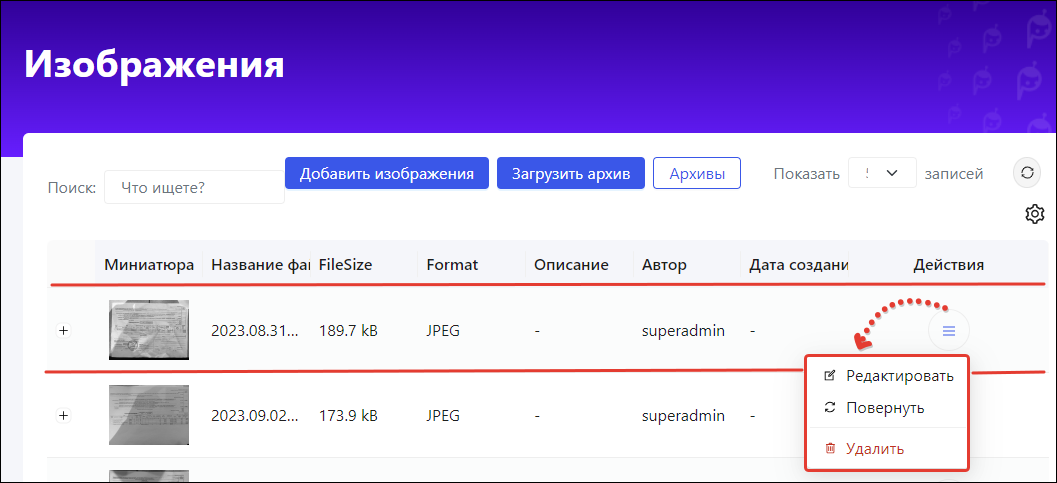 Изображения
Поиск: Что ищете? Добавить изображения Загрузить архив Архивы Показать записей
Миниатюра Название фай FileSize Format Описание Автор Дата создани Действия
2023.08.31... 189.7 kB JPEG - superadmin -
Редактировать
Повернуть
2023.09.02... 173.9 kB JPEG - superadmin -
Удалить